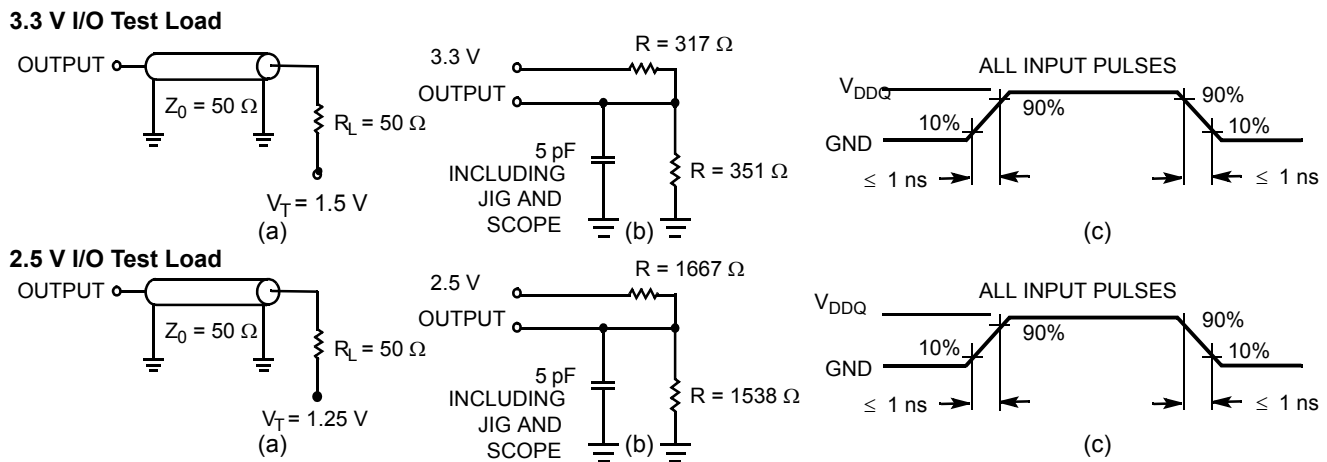 3.3 V I/O Test Load
OUTPUT
Z0 = 50 Ω
RL = 50 Ω
VT = 1.5 V
(a)
3.3 V
OUTPUT
R = 317 Ω
5 pF
INCLUDING
JIG AND
SCOPE
R = 351 Ω
(b)
ALL INPUT PULSES
VDDQ
GND
10%
90%
90%
10%
≤ 1 ns
≤ 1 ns
(c)
2.5 V I/O Test Load
OUTPUT
Z0 = 50 Ω
RL = 50 Ω
VT = 1.25 V
(a)
2.5 V
OUTPUT
R = 1667 Ω
5 pF
INCLUDING
JIG AND
SCOPE
R = 1538 Ω
(b)
ALL INPUT PULSES
VDDQ
GND
10%
90%
90%
10%
≤ 1 ns
≤ 1 ns
(c)